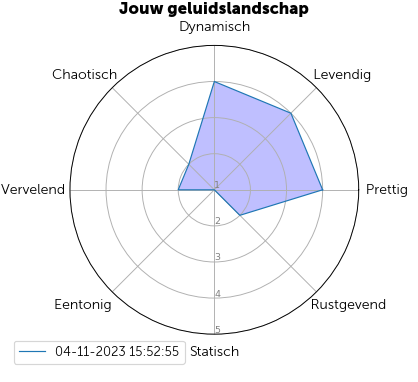 Jouw geluidslandschap
Dynamisch
Chaotisch
Levendig
Vervelend
1
Prettig
2
3
4
Eentonig
Rustgevend
5
04-11-2023 15:52:55
Statisch